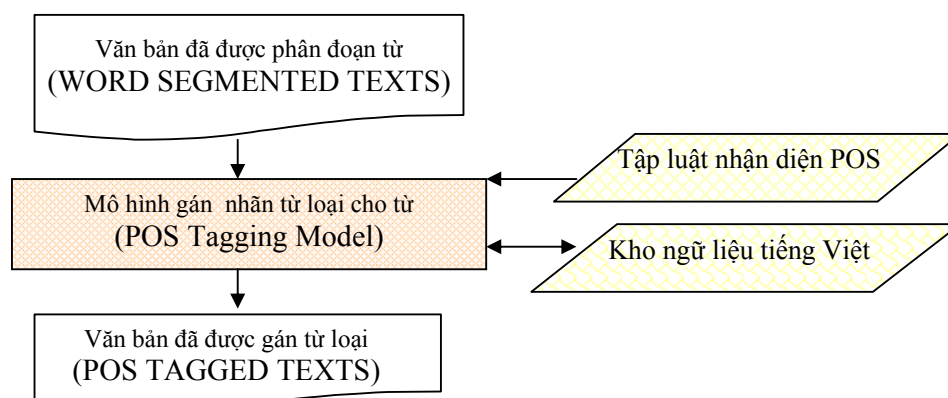 Văn bản đã được phân đoạn từ
(WORD SEGMENTED TEXTS)
Tập luật nhận diện POS
Mô hình gán nhãn từ loại cho từ
(POS Tagging Model)
Kho ngữ liệu tiếng Việt
Văn bản đã được gán từ loại
(POS TAGGED TEXTS)